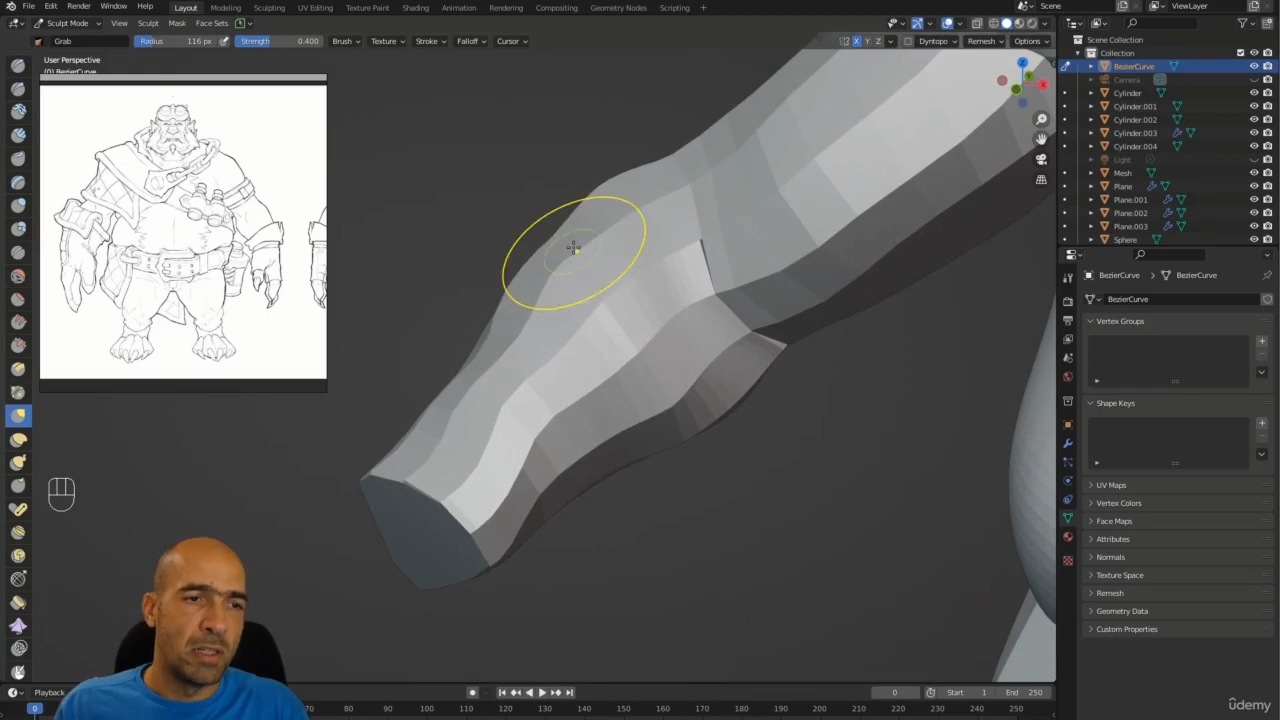 File Edit Render Window Help Layout Modeling Sculpting UV Editing Texture Paint Shading Animation Rendering Compositing Geometry Nodes Scripting Scene ViewLayer
Sculpt Mode View Sculpt Mask Face Sets
Grab Radius 116 px Strength 0.400 Brush Texture Stroke Falloff Cursor X Y Z Dyntopo Remesh Options
User Perspective
(0) BezierCurve
Scene Collection
Collection
BezierCurve
Camera
Cylinder
Cylinder.001
Cylinder.002
Cylinder.003
Cylinder.004
Light
Mesh
Plane
Plane.001
Plane.002
Plane.003
Sphere
BezierCurve BezierCurve
BezierCurve
Vertex Groups
Shape Keys
UV Maps
Vertex Colors
Face Maps
Attributes
Normals
Texture Space
Remesh
Geometry Data
Custom Properties
Playback 0 Start 1 End 250
0 70 80 90 100 110 120 130 140 150 160 170 180 190 200 210 220 230 240 250
udemy